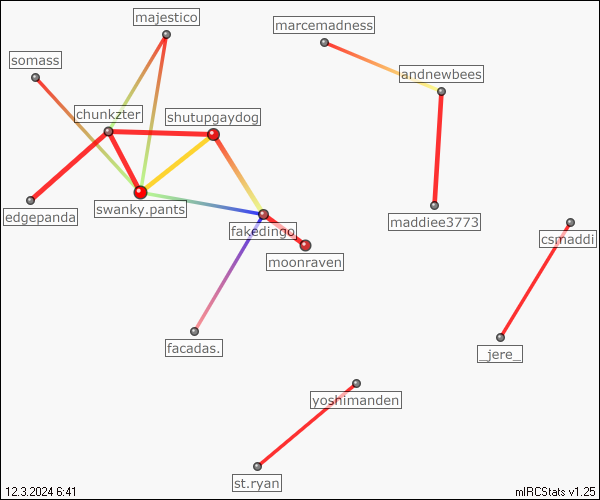 majestico
marcemadness
somass
andnewbees
chunkzter
shutupgaydog
edgepanda
swanky.pants
maddiee3773
fakedingo
csmaddi
moonraven
facadas.
_jere_
yoshimanden
st.ryan
12.3.2024 6:41
mIRCStats v1.25